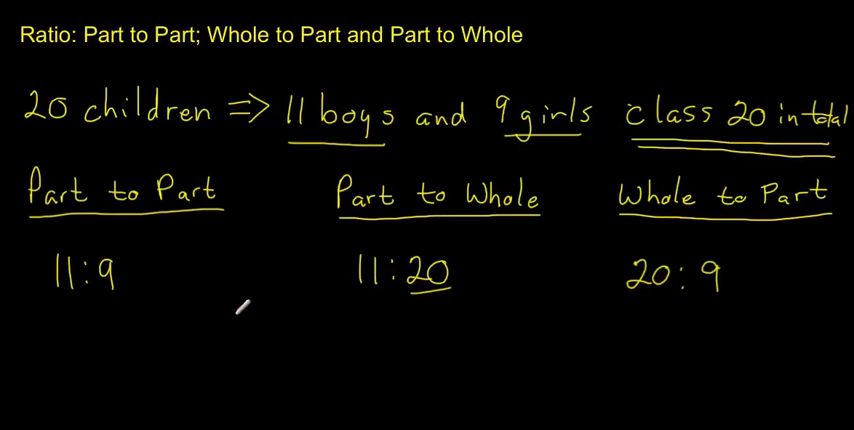 Ratio: Part to Part; Whole to Part and Part to Whole
20 children => 11 boys and 9 girls class 20 in total
Part to Part Part to Whole Whole to Part
11:9 11:20 20:9